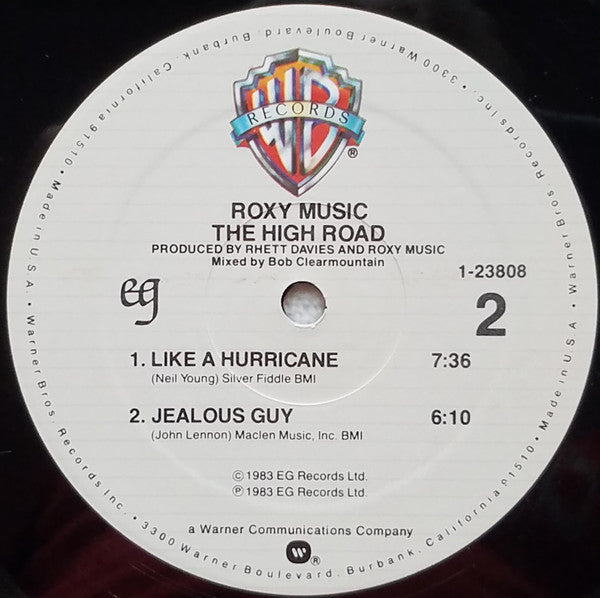 WB
RECORDS
®
ROXY MUSIC
THE HIGH ROAD
PRODUCED BY RHETT DAVIES AND ROXY MUSIC
Mixed by Bob Clearmountain
eg
1-23808
2
1. LIKE A HURRICANE 7:36
(Neil Young) Silver Fiddle BMI
2. JEALOUS GUY 6:10
(John Lennon) Maclen Music, Inc. BMI
© 1983 EG Records Ltd.
℗ 1983 EG Records Ltd.
a Warner Communications Company
W®
Warner Bros. Records Inc. • 3300 Warner Boulevard, Burbank, California 91510 • Made in U.S.A. •
Warner Bros. Records Inc. • 3300 Warner Boulevard, Burbank, California 91510 • Made in U.S.A. •